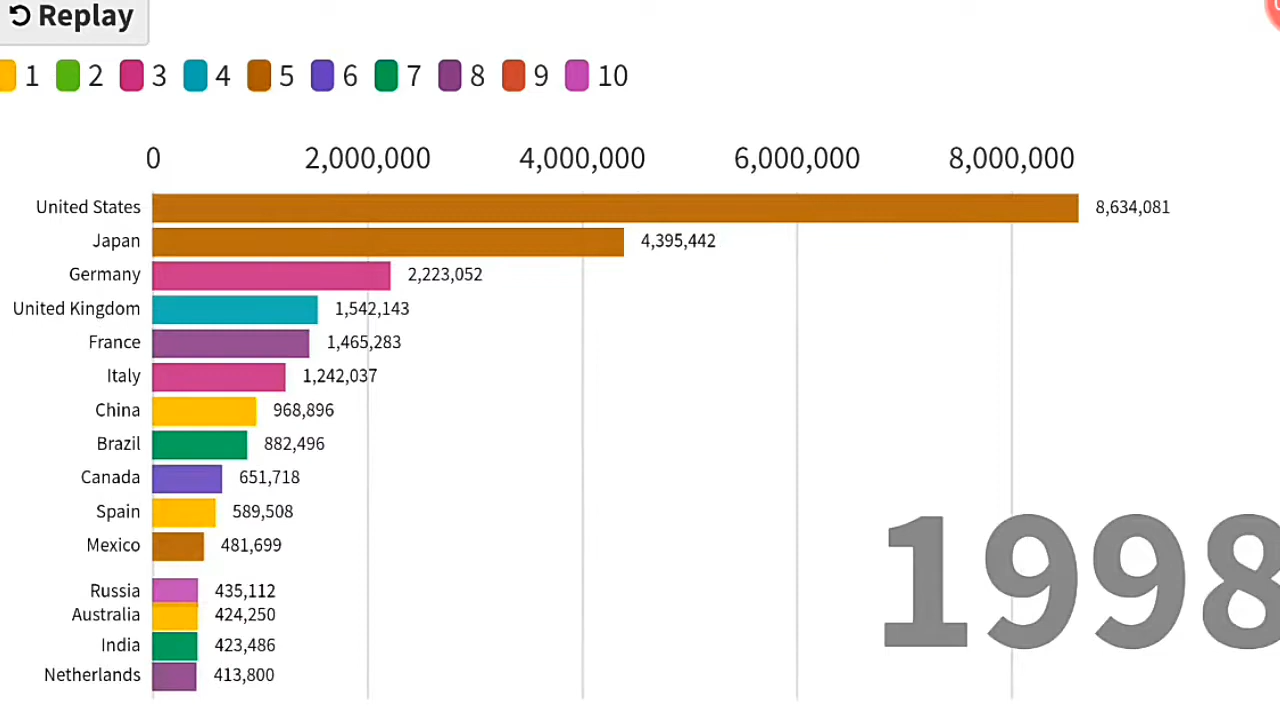 Replay
1 2 3 4 5 6 7 8 9 10
0 2,000,000 4,000,000 6,000,000 8,000,000
United States 8,634,081
Japan 4,395,442
Germany 2,223,052
United Kingdom 1,542,143
France 1,465,283
Italy 1,242,037
China 968,896
Brazil 882,496
Canada 651,718
Spain 589,508
Mexico 481,699
Russia 435,112
Australia 424,250
India 423,486
Netherlands 413,800
1998